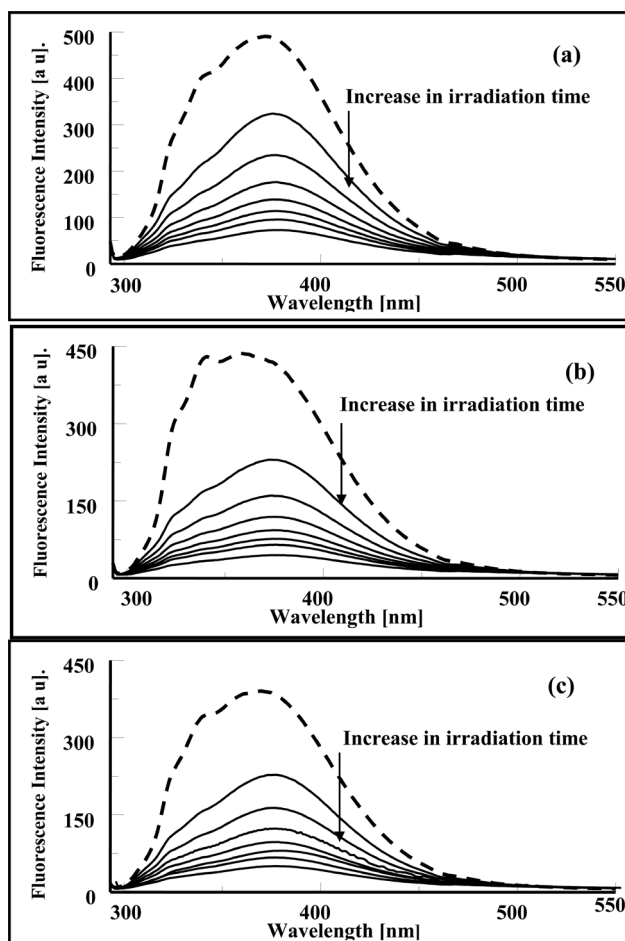 500
(a)
Increase in irradiation time
300
200
100
0
Fluorescence Intensity [a u].
300
400
500
550
Wavelength [nm]
450
(b)
Increase in irradiation time
300
150
0
Fluorescence Intensity [a u].
300
400
500
550
Wavelength [nm]
450
(c)
Increase in irradiation time
300
150
0
Fluorescence Intensity [a u].
300
400
500
550
Wavelength [nm]